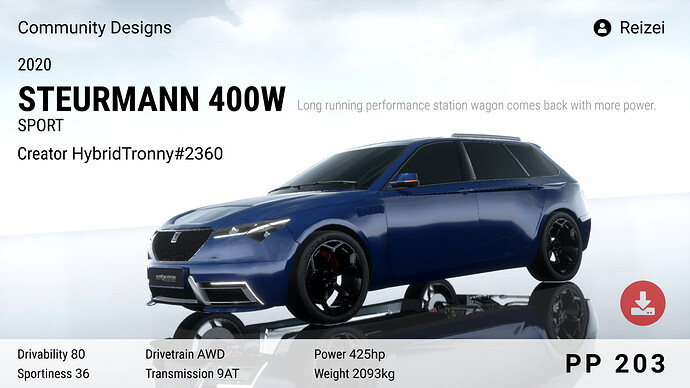 Community Designs
Reizei
2020
STEURMANN 400W Long running performance station wagon comes back with more power.
SPORT
Creator HybridTronny#2360
Drivability 80 Drivetrain AWD Power 425hp
Sportiness 36 Transmission 9AT Weight 2093kg
PP 203